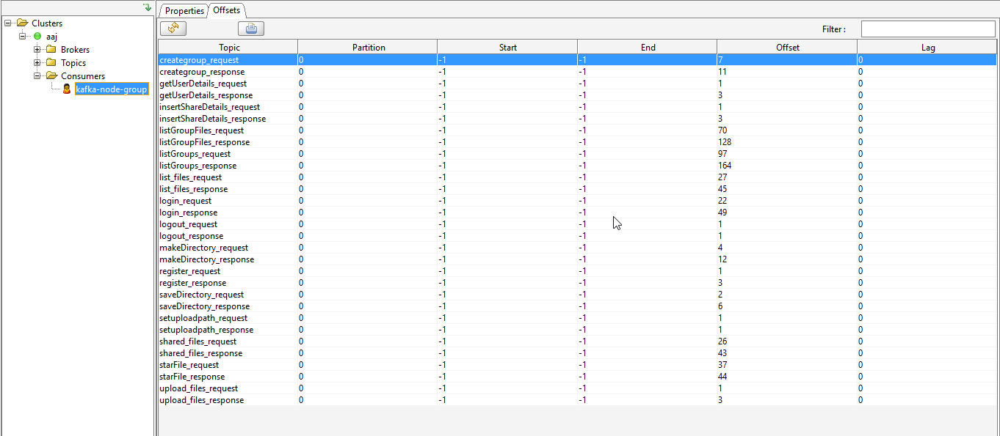 Clusters
aaj
Brokers
Topics
Consumers
kafka-node-group
Properties Offsets
Filter :
Topic Partition Start End Offset Lag
creategroup_request 0 -1 -1 7 0
creategroup_response 0 -1 -1 11 0
getUserDetails_request 0 -1 -1 1 0
getUserDetails_response 0 -1 -1 3 0
insertShareDetails_request 0 -1 -1 1 0
insertShareDetails_response 0 -1 -1 3 0
listGroupFiles_request 0 -1 -1 70 0
listGroupFiles_response 0 -1 -1 128 0
listGroups_request 0 -1 -1 97 0
listGroups_response 0 -1 -1 164 0
list_files_request 0 -1 -1 27 0
list_files_response 0 -1 -1 45 0
login_request 0 -1 -1 22 0
login_response 0 -1 -1 49 0
logout_request 0 -1 -1 1 0
logout_response 0 -1 -1 1 0
makeDirectory_request 0 -1 -1 4 0
makeDirectory_response 0 -1 -1 12 0
register_request 0 -1 -1 1 0
register_response 0 -1 -1 3 0
saveDirectory_request 0 -1 -1 2 0
saveDirectory_response 0 -1 -1 6 0
setuploadpath_request 0 -1 -1 1 0
setuploadpath_response 0 -1 -1 1 0
shared_files_request 0 -1 -1 26 0
shared_files_response 0 -1 -1 43 0
starFile_request 0 -1 -1 37 0
starFile_response 0 -1 -1 44 0
upload_files_request 0 -1 -1 1 0
upload_files_response 0 -1 -1 3 0